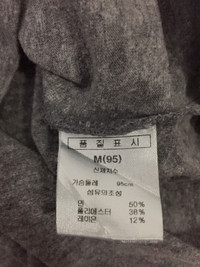 품 질 표 시
M(95)
신체치수
가슴둘레 95cm
섬유의조성
면 50%
폴리에스터 38%
레이온 12%